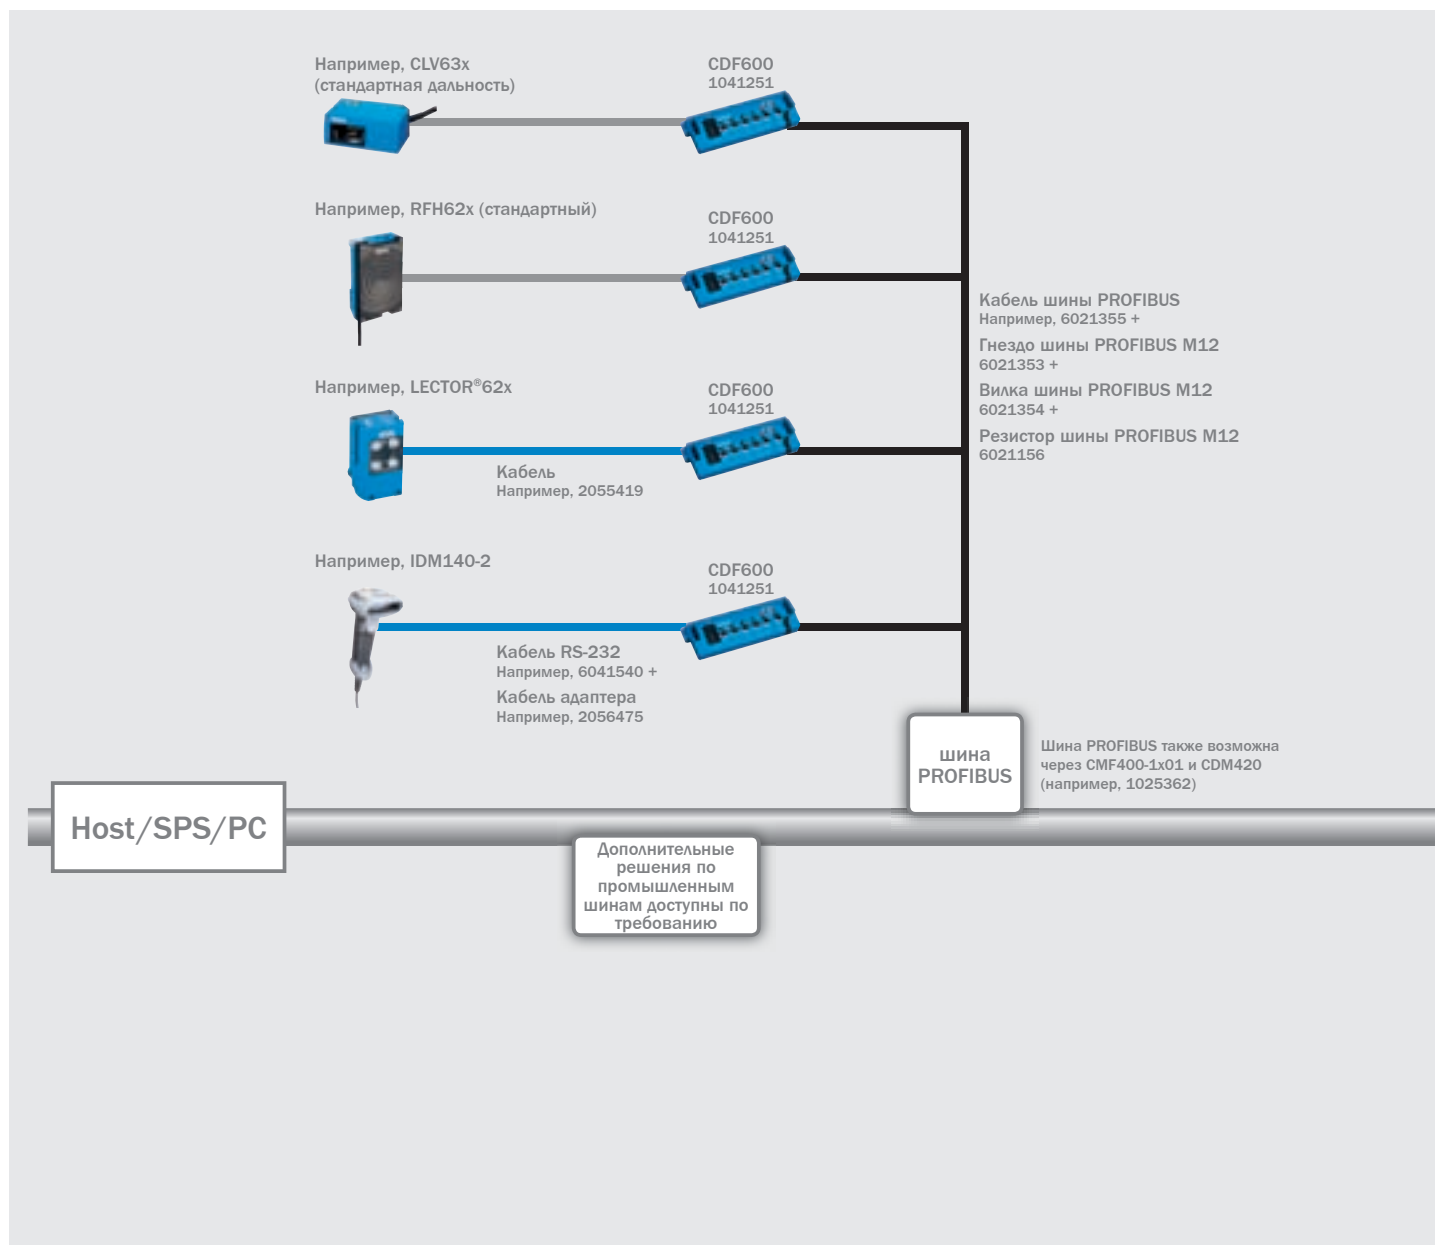 Например, CLV63x
(стандартная дальность)
CDF600
1041251
Например, RFH62x (стандартный)
CDF600
1041251
Кабель шины PROFIBUS
Например, 6021355 +
Гнездо шины PROFIBUS M12
6021353 +
Вилка шины PROFIBUS M12
6021354 +
Резистор шины PROFIBUS M12
6021156
Например, LECTOR®62x
CDF600
1041251
Кабель
Например, 2055419
Например, IDM140-2
CDF600
1041251
Кабель RS-232
Например, 6041540 +
Кабель адаптера
Например, 2056475
шина
PROFIBUS
Шина PROFIBUS также возможна
через CMF400-1x01 и CDM420
(например, 1025362)
Host/SPS/PC
Дополнительные
решения по
промышленным
шинам доступны по
требованию